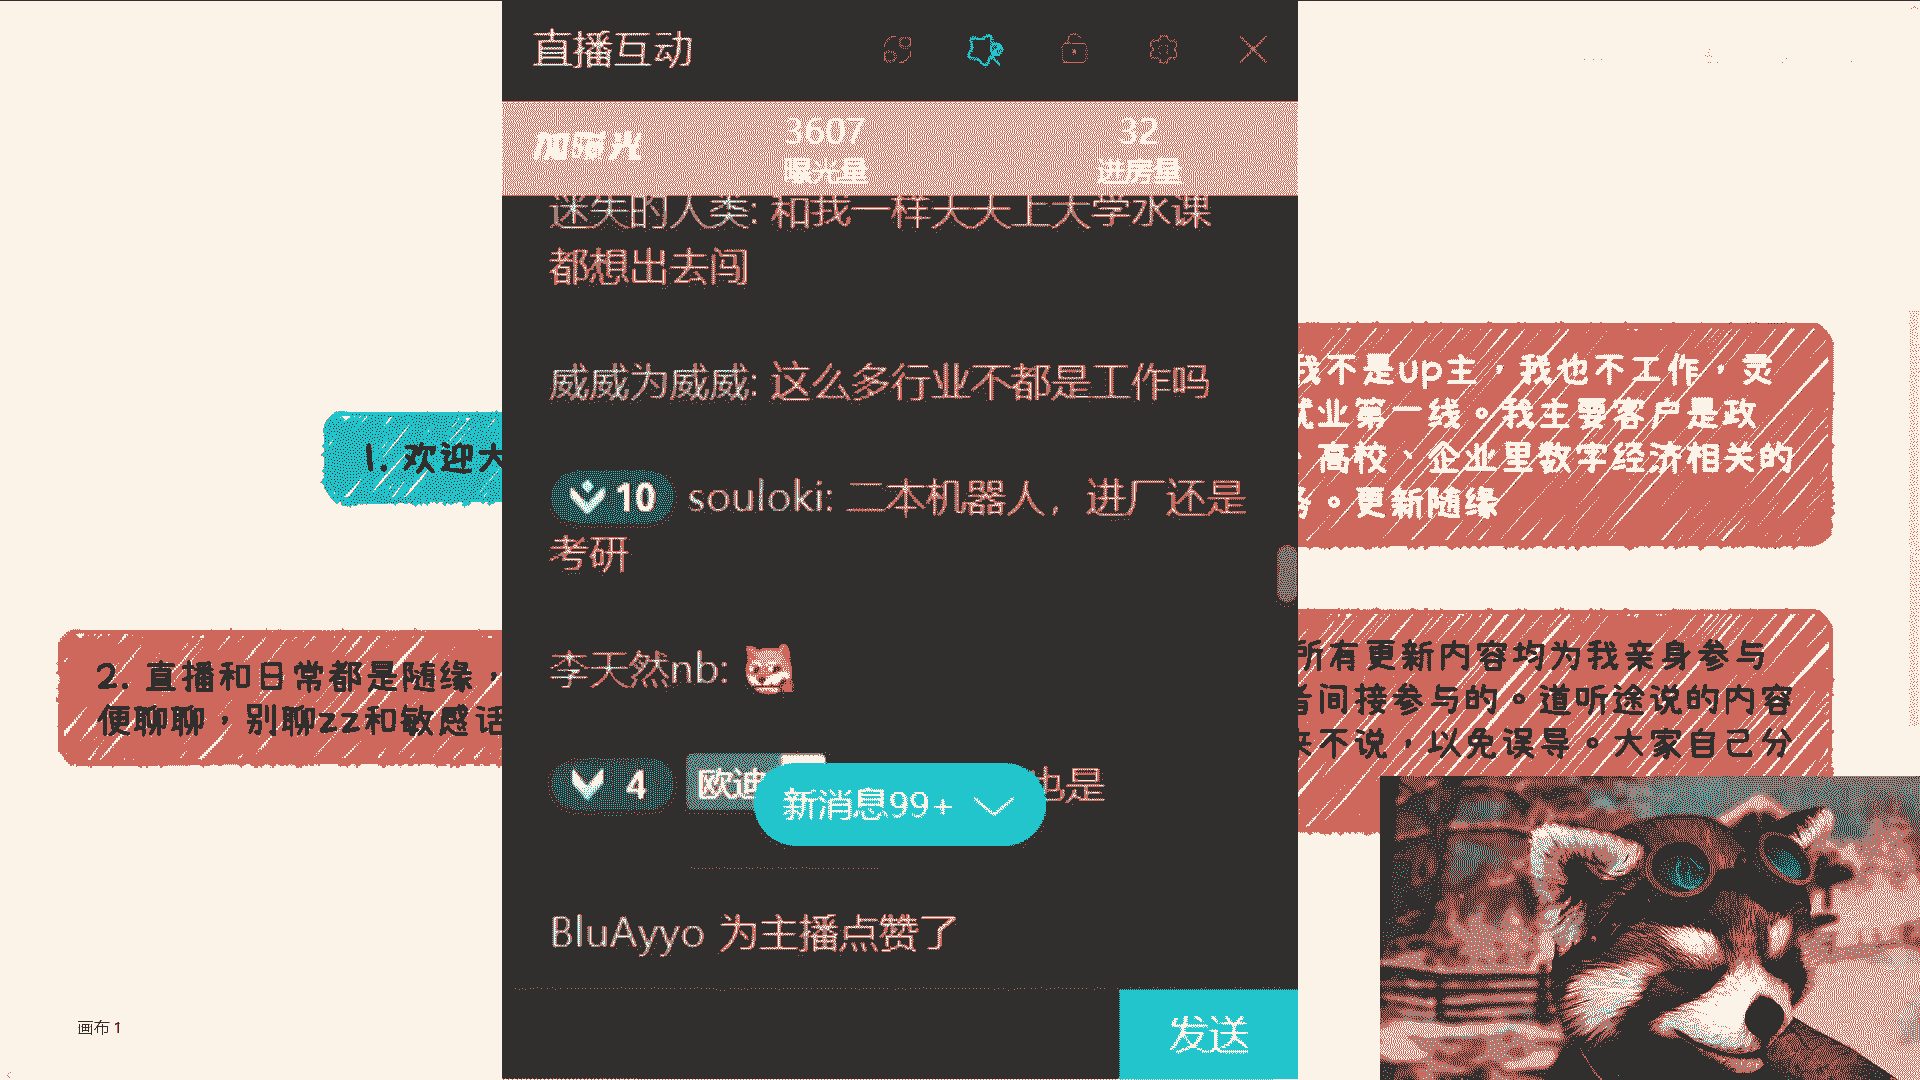 直播互动
加曝光
3607
曝光量
32
进房量
迷失的人类: 和我一样天天上大学水课
都想出去闯
威威为威威: 这么多行业不都是工作吗
10 souloki: 二本机器人，进厂还是
考研
李天然nb:
4 欧迪
也是
新消息99+
BluAyyo 为主播点赞了
发送
1. 欢迎大
2. 直播和日常都是随缘，
便聊聊，别聊zz和敏感话
我不是up主，我也不工作，灵
就业第一线。我主要客户是政
、高校、企业里数字经济相关的
务。更新随缘
所有更新内容均为我亲身参与
者间接参与的。道听途说的内容
来不说，以免误导。大家自己分
画布 1